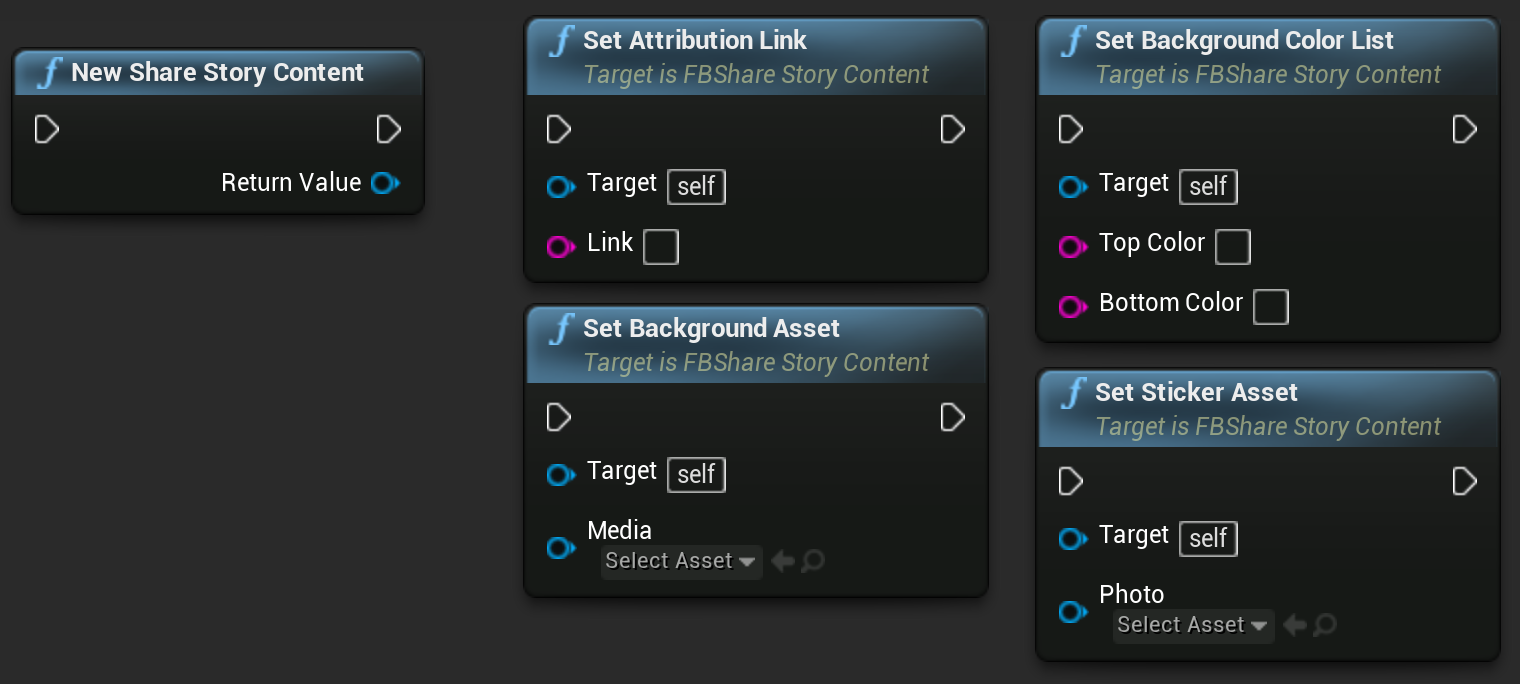 New Share Story Content
Return Value
Set Attribution Link
Target is FBShare Story Content
Target self
Link
Set Background Asset
Target is FBShare Story Content
Target self
Media
Select Asset
Set Background Color List
Target is FBShare Story Content
Target self
Top Color
Bottom Color
Set Sticker Asset
Target is FBShare Story Content
Target self
Photo
Select Asset